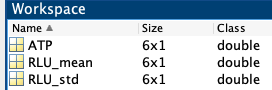 Workspace
Name Size Class
ATP 6x1 double
RLU_mean 6x1 double
RLU_std 6x1 double